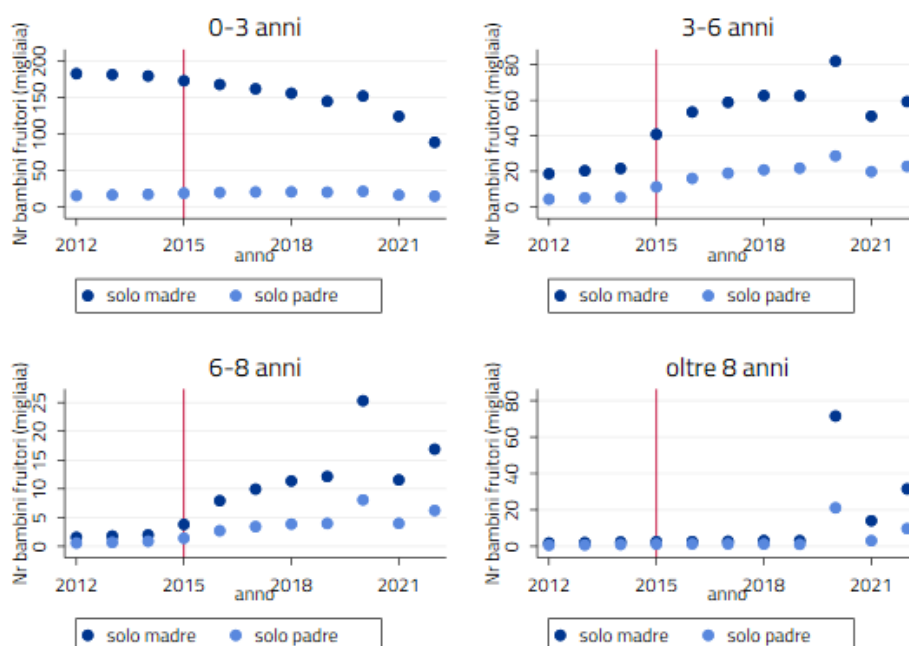 0-3 anni
Nr bambini fruitori (migliaia)
200
150
100
50
0
2012
2015
2018
2021
anno
solo madre
solo padre
3-6 anni
Nr bambini fruitori (migliaia)
80
60
40
20
0
2012
2015
2018
2021
anno
solo madre
solo padre
6-8 anni
Nr bambini fruitori (migliaia)
25
20
15
10
5
0
2012
2015
2018
2021
anno
solo madre
solo padre
oltre 8 anni
Nr bambini fruitori (migliaia)
80
60
40
20
0
2012
2015
2018
2021
anno
solo madre
solo padre